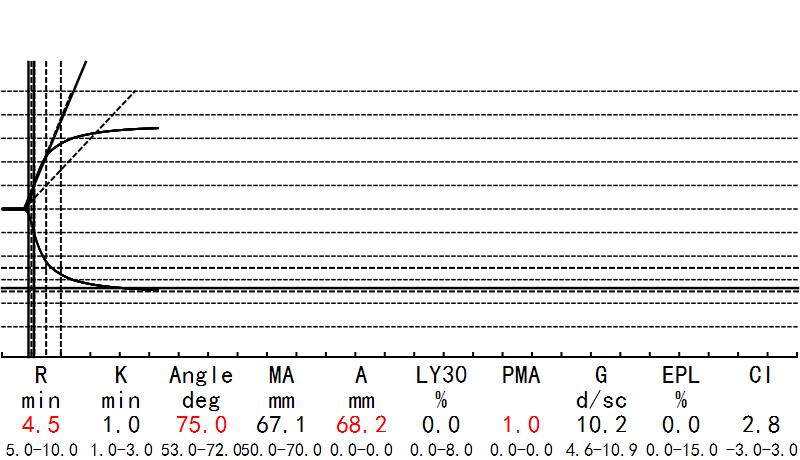 R K Angle MA A LY30 PMA G EPL CI
min min deg mm mm % d/sc %
4.5 1.0 75.0 67.1 68.2 0.0 1.0 10.2 0.0 2.8
5.0-10.0 1.0-3.0 53.0-72.0 50.0-70.0 0.0-0.0 0.0-8.0 0.0-0.0 4.6-10.9 0.0-15.0 -3.0-3.0